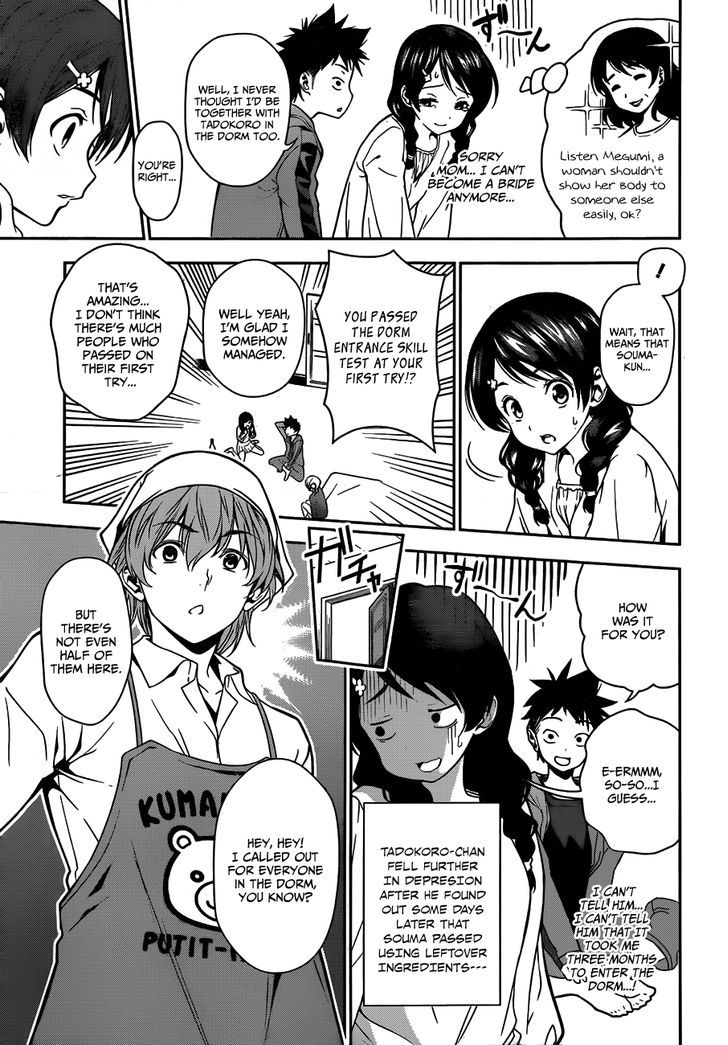 Listen Megumi, a
woman shouldn't
show her body to
someone else
easily, ok?
ず〜ん
SORRY
MOM... I CAN'T
BECOME A BRIDE
ANYMORE...
WELL, I NEVER
THOUGHT I'D BE
TOGETHER WITH
TADOKORO IN
THE DORM TOO.
YOU'RE
RIGHT...
!
WAIT, THAT
MEANS THAT
SOUMA-
KUN...
YOU PASSED
THE DORM
ENTRANCE SKILL
TEST AT YOUR
FIRST TRY!?
WELL YEAH,
I'M GLAD I
SOMEHOW
MANAGED.
THAT'S
AMAZING...
I DON'T THINK
THERE'S MUCH
PEOPLE WHO
PASSED ON
THEIR FIRST
TRY...
HOW
WAS IT
FOR YOU?
ず〜ん
E-ERMMM,
SO-SO...I
GUESS...
I CAN'T
TELL HIM...
I CAN'T TELL
HIM THAT IT
TOOK ME
THREE MONTHS
TO ENTER THE
DORM...!
TADOKORO-CHAN
FELL FURTHER
IN DEPRESION
AFTER HE FOUND
OUT SOME DAYS
LATER THAT
SOUMA PASSED
USING LEFTOVER
INGREDIENTS---
ガチャ
BUT
THERE'S NOT
EVEN HALF
OF THEM HERE.
HEY, HEY!
I CALLED OUT
FOR EVERYONE
IN THE DORM,
YOU KNOW?
KUMA
PUTIT-